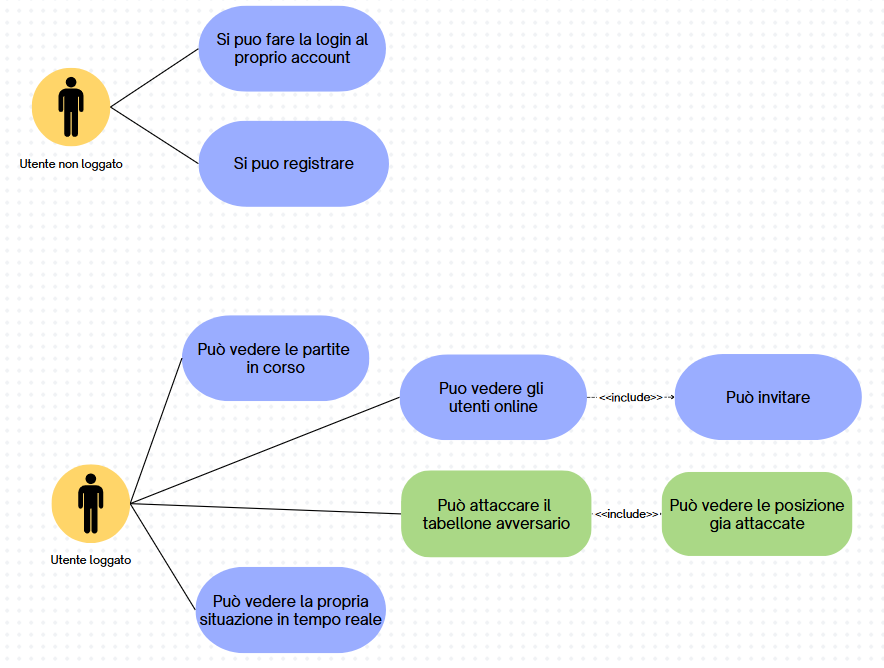 Si puo fare la login al
proprio account
Utente non loggato
Si puo registrare
Può vedere le partite
in corso
Puo vedere gli
utenti online
<<include>>
Può invitare
Può attaccare il
tabellone avversario
<<include>>
Può vedere le posizione
gia attaccate
Utente loggato
Può vedere la propria
situazione in tempo reale